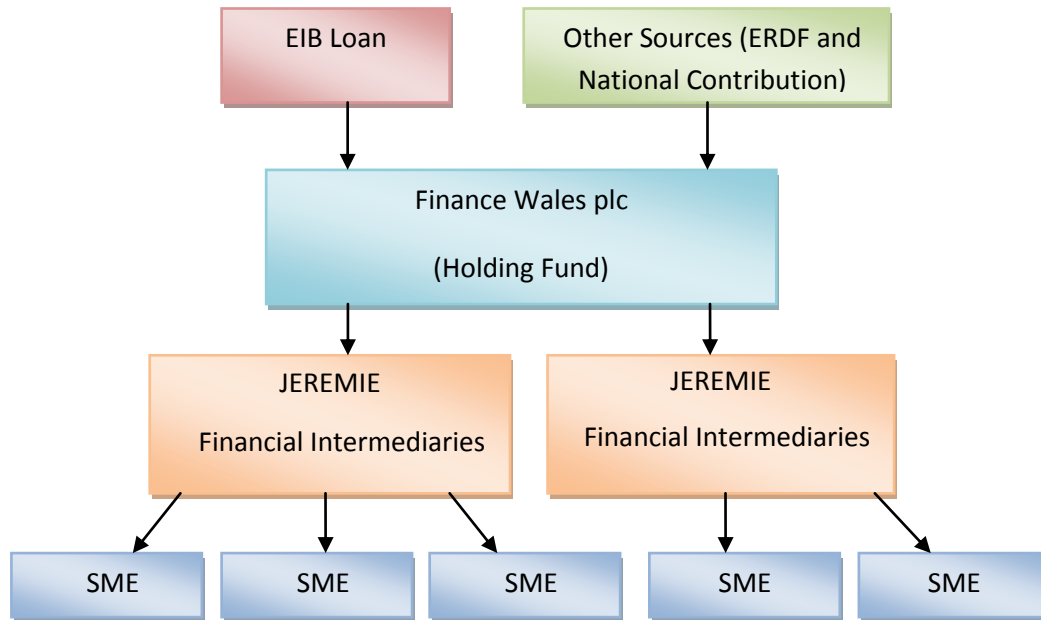 EIB Loan
Other Sources (ERDF and
National Contribution)
Finance Wales plc
(Holding Fund)
JEREMIE
Financial Intermediaries
JEREMIE
Financial Intermediaries
SME
SME
SME
SME
SME